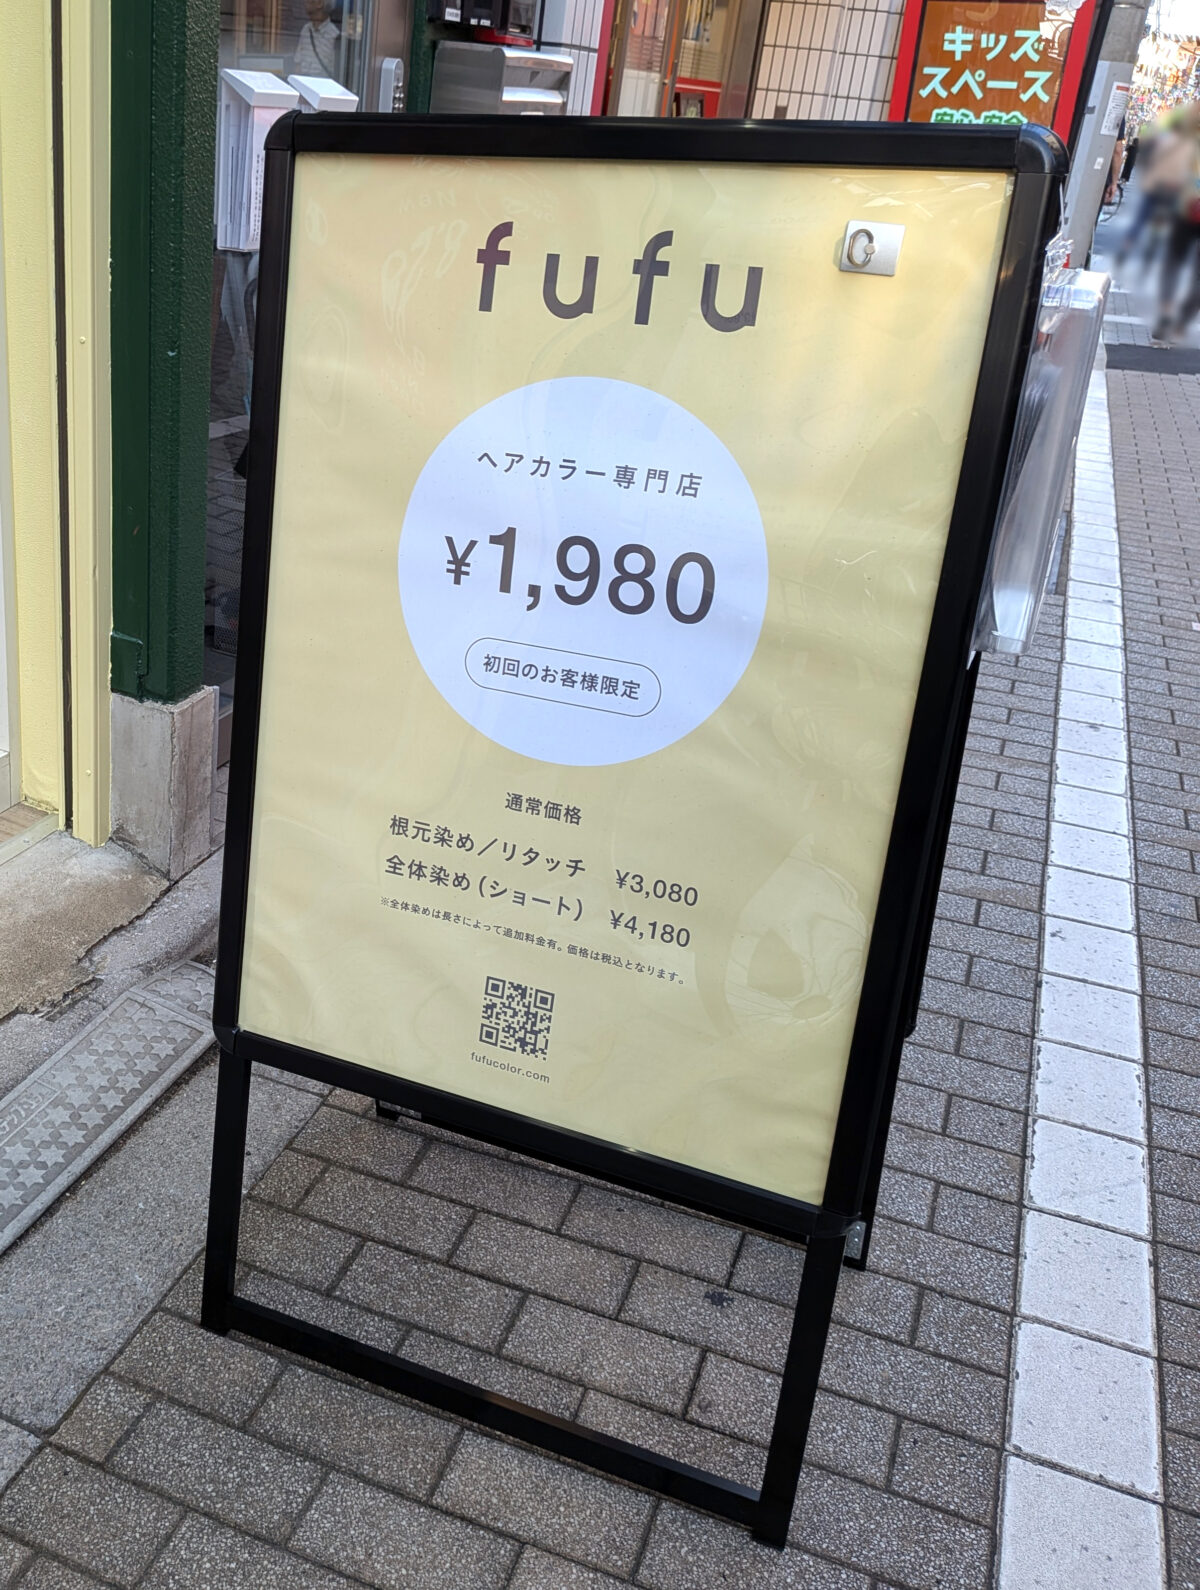 キッズ
スペース
安心・安全
fufu
ヘアカラー専門店
¥1,980
初回のお客様限定
通常価格
根元染め／リタッチ ¥3,080
全体染め(ショート) ¥4,180
※全体染めは長さによって追加料金有。価格は税込となります。
fufucolor.com